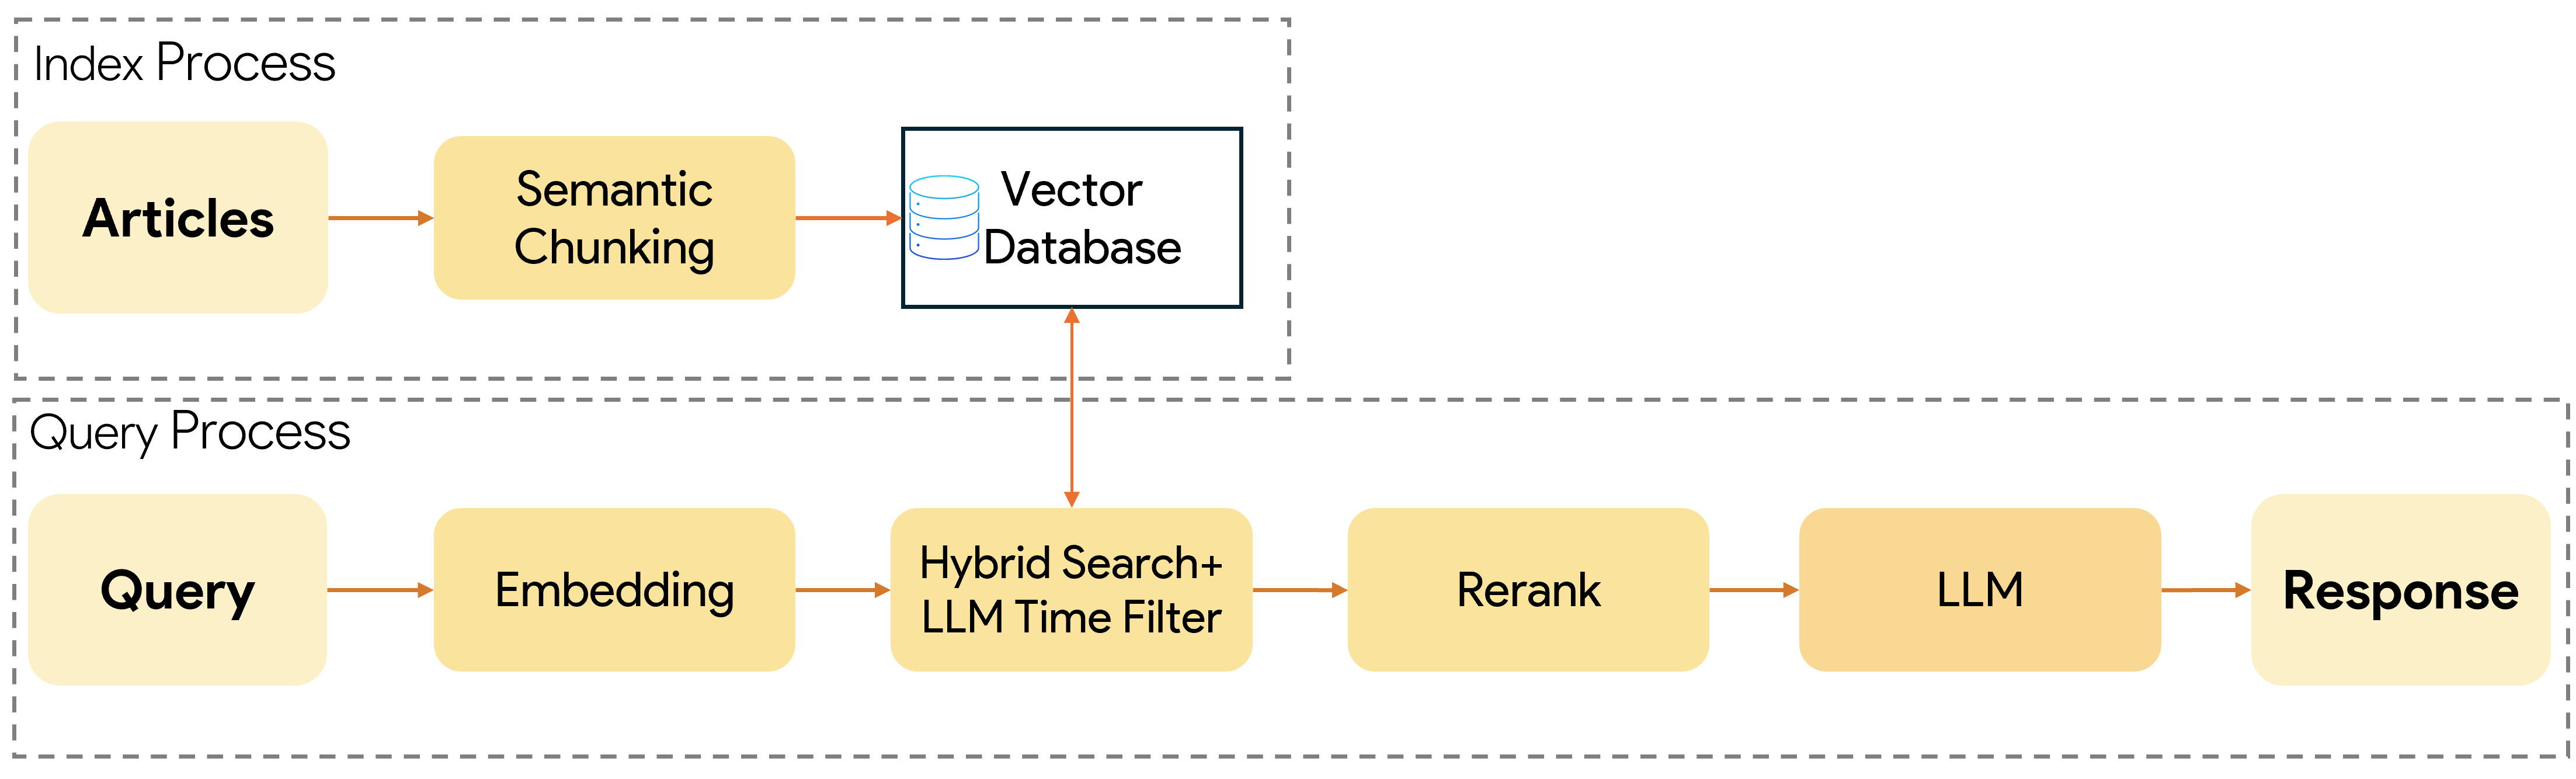 Index Process
Articles
Semantic
Chunking
Vector
Database
Query Process
Query
Embedding
Hybrid Search+
LLM Time Filter
Rerank
LLM
Response